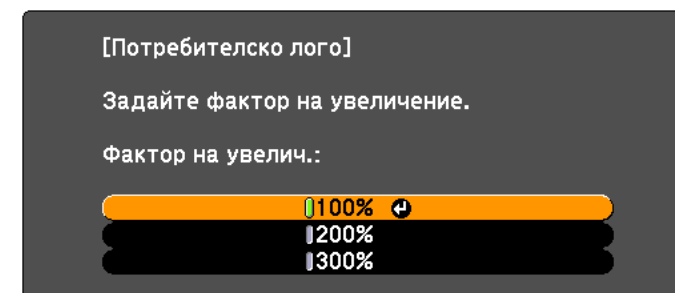 [Потребителско лого]
Задайте фактор на увеличение.
Фактор на увелич.:
100%
200%
300%